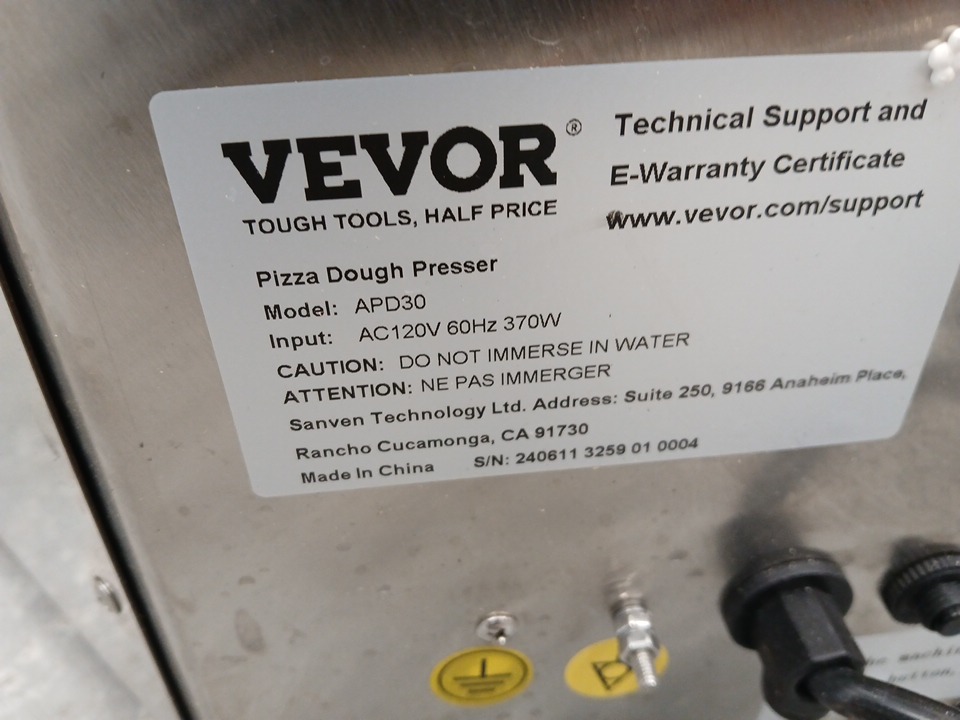 VEVOR®
TOUGH TOOLS, HALF PRICE
Technical Support and
E-Warranty Certificate
www.vevor.com/support
Pizza Dough Presser
Model: APD30
Input: AC120V 60Hz 370W
CAUTION: DO NOT IMMERSE IN WATER
ATTENTION: NE PAS IMMERGER
Sanven Technology Ltd. Address: Suite 250, 9166 Anaheim Place,
Rancho Cucamonga, CA 91730
Made In China S/N: 240611 3259 01 0004
button,